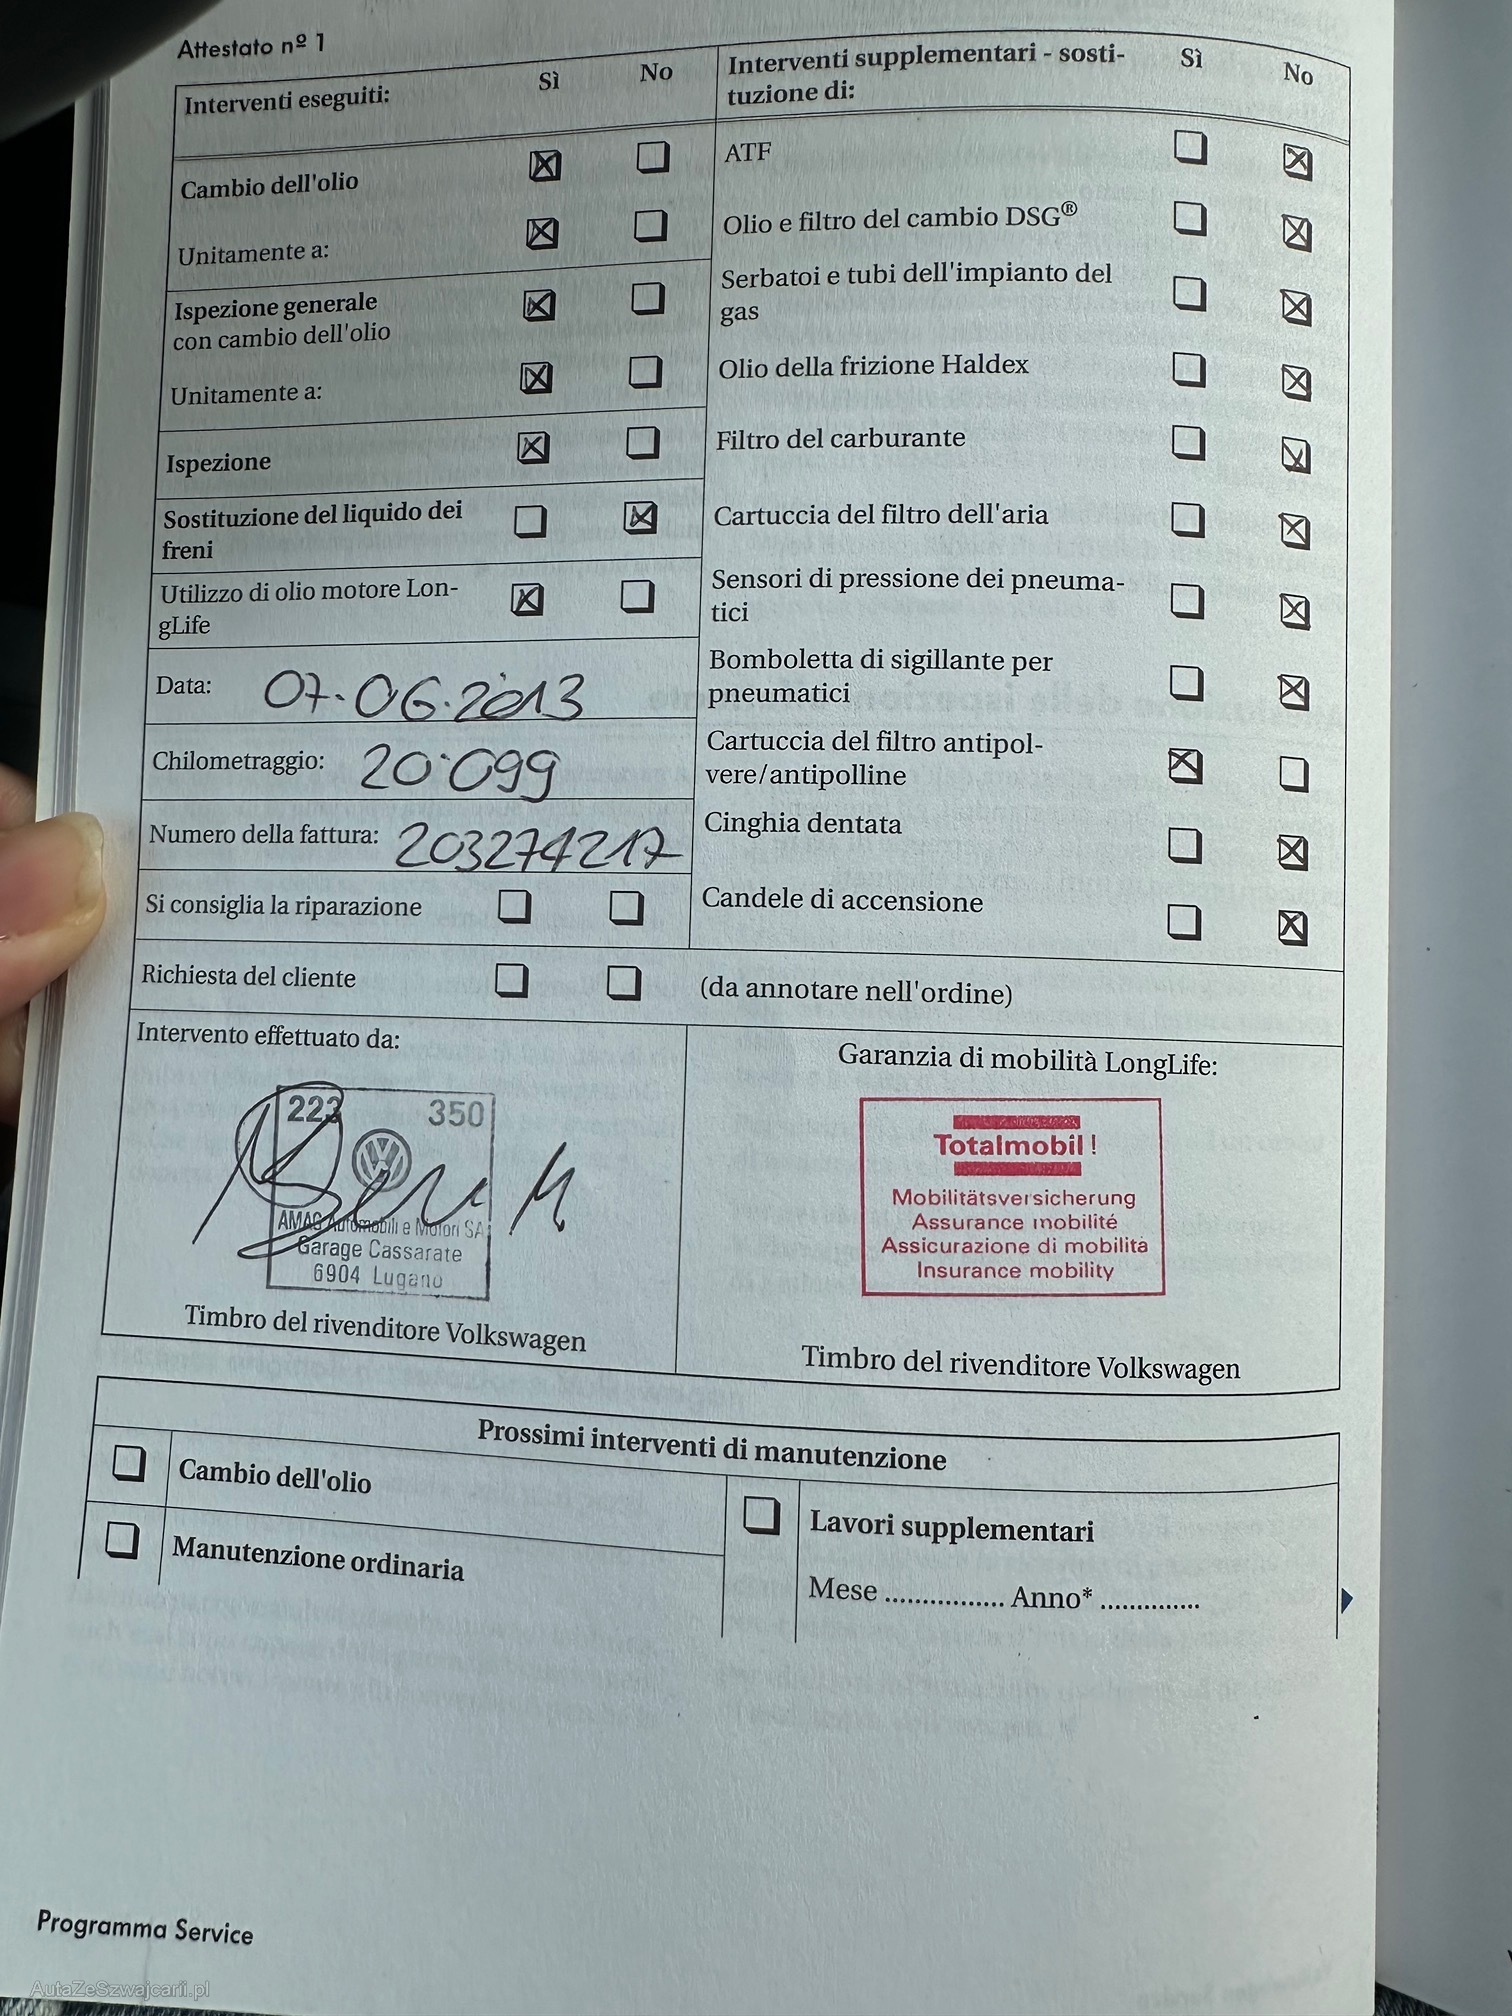 Attestato nº 1
Interventi eseguiti:
Sì
No
Cambio dell'olio
Unitamente a:
Ispezione generale
con cambio dell'olio
Unitamente a:
Ispezione
Sostituzione del liquido dei
freni
Utilizzo di olio motore Lon-
gLife
Data: 07.06.2013
Chilometraggio: 20'099
Numero della fattura: 203274217
Si consiglia la riparazione
Richiesta del cliente
(da annotare nell'ordine)
Interventi supplementari - sosti-
tuzione di:
Sì
No
ATF
Olio e filtro del cambio DSG®
Serbatoi e tubi dell'impianto del
gas
Olio della frizione Haldex
Filtro del carburante
Cartuccia del filtro dell'aria
Sensori di pressione dei pneuma-
tici
Bomboletta di sigillante per
pneumatici
Cartuccia del filtro antipol-
vere/antipolline
Cinghia dentata
Candele di accensione
Intervento effettuato da:
223 350
AMAG Automobili e Motori SA
Garage Cassarate
6904 Lugano
Timbro del rivenditore Volkswagen
Garanzia di mobilità LongLife:
Totalmobil!
Mobilitätsversicherung
Assurance mobilité
Assicurazione di mobilità
Insurance mobility
Timbro del rivenditore Volkswagen
Prossimi interventi di manutenzione
Cambio dell'olio
Manutenzione ordinaria
Lavori supplementari
Mese ................ Anno* ..............
Programma Service
AutaZeSzwajcarii.pl